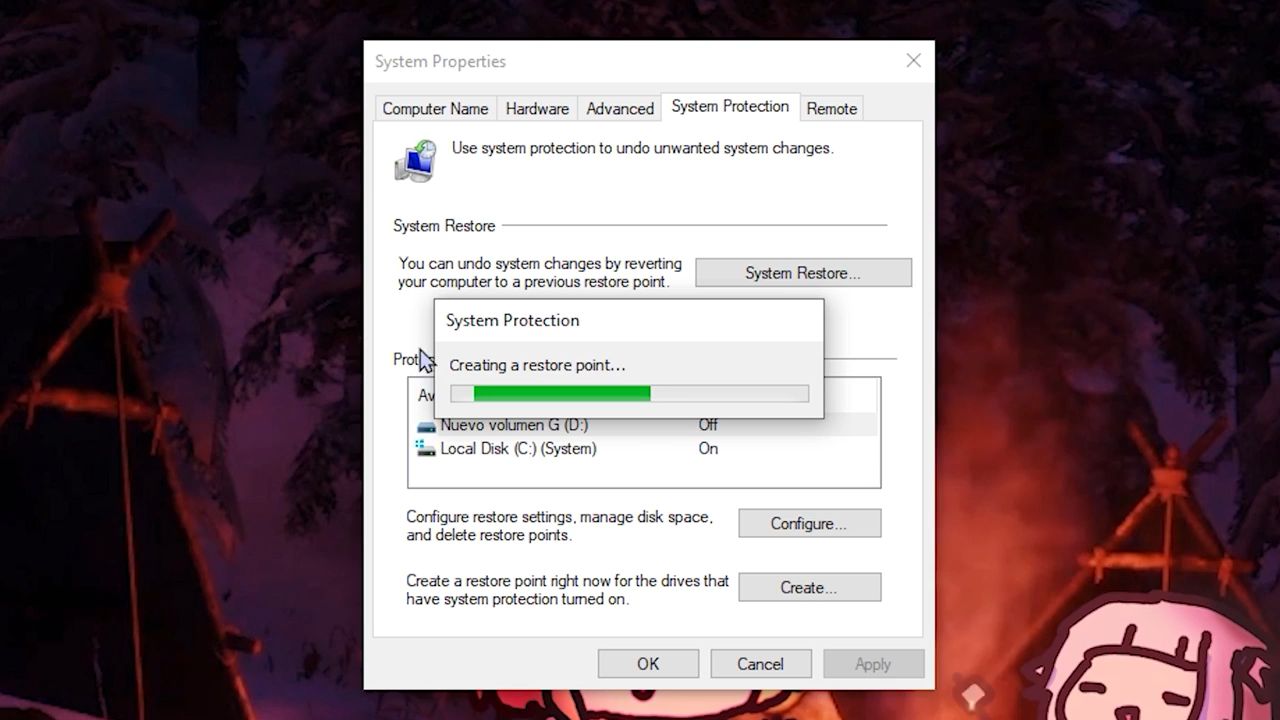 System Properties
Computer Name Hardware Advanced System Protection Remote
Use system protection to undo unwanted system changes.
System Restore
You can undo system changes by reverting
your computer to a previous restore point.
System Restore...
System Protection
Creating a restore point...
Prot
Av
Nuevo volumen G (D:) Off
Local Disk (C:) (System) On
Configure restore settings, manage disk space,
and delete restore points.
Configure...
Create a restore point right now for the drives that
have system protection turned on.
Create...
OK Cancel Apply